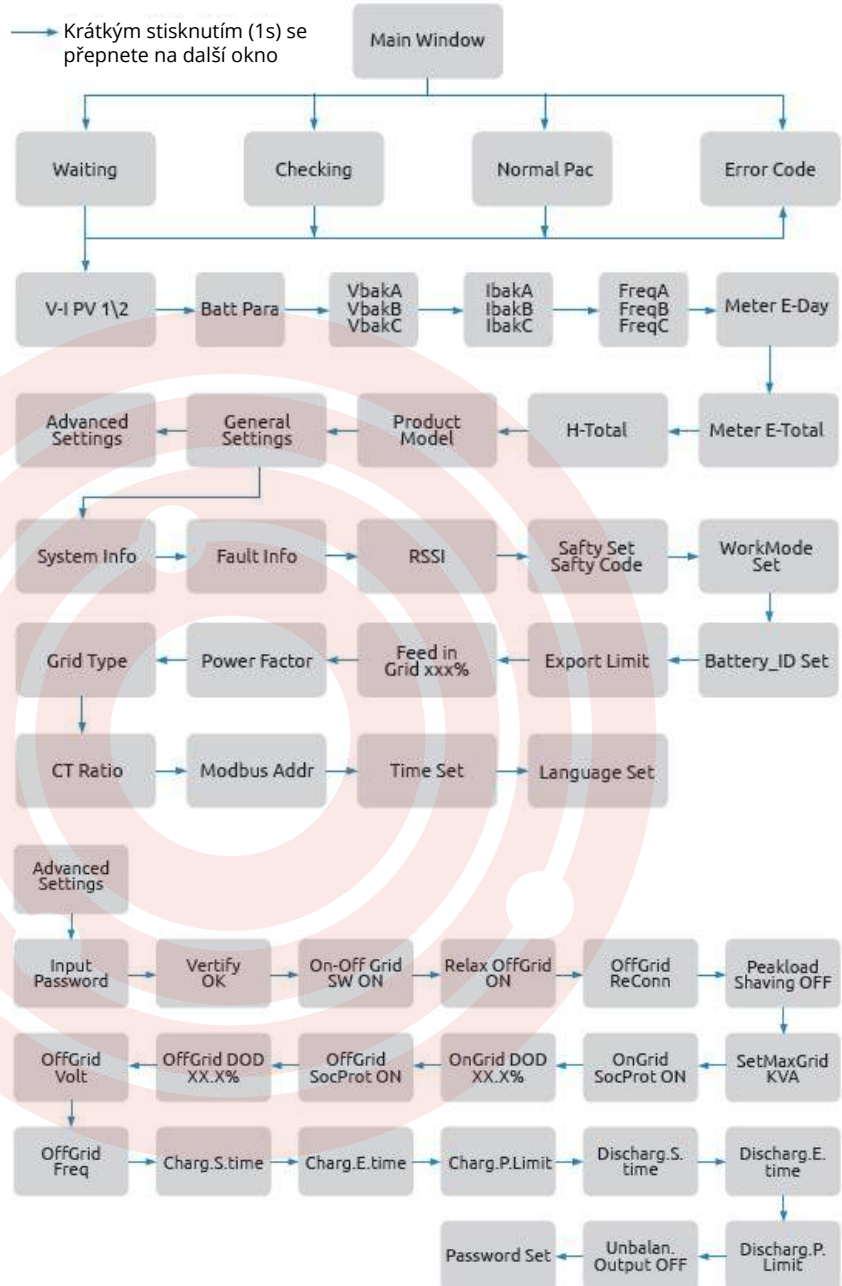 Krátkým stisknutím (1s) se
přepnete na další okno
Main Window
Waiting
Checking
Normal Pac
Error Code
V-I PV 1\2
Batt Para
VbakA
VbakB
VbakC
IbakA
IbakB
IbakC
FreqA
FreqB
FreqC
Meter E-Day
Advanced
Settings
General
Settings
Product
Model
H-Total
Meter E-Total
System Info
Fault Info
RSSI
Safty Set
Safty Code
WorkMode
Set
Grid Type
Power Factor
Feed in
Grid xxx%
Export Limit
Battery_ID Set
CT Ratio
Modbus Addr
Time Set
Language Set
Advanced
Settings
Input
Password
Vertify
OK
On-Off Grid
SW ON
Relax OffGrid
ON
OffGrid
ReConn
Peakload
Shaving OFF
OffGrid
Volt
OffGrid DOD
XX.X%
OffGrid
SocProt ON
OnGrid DOD
XX.X%
OnGrid
SocProt ON
SetMaxGrid
KVA
OffGrid
Freq
Charg.S.time
Charg.E.time
Charg.P.Limit
Discharg.S.
time
Discharg.E.
time
Password Set
Unbalan.
Output OFF
Discharg.P.
Limit